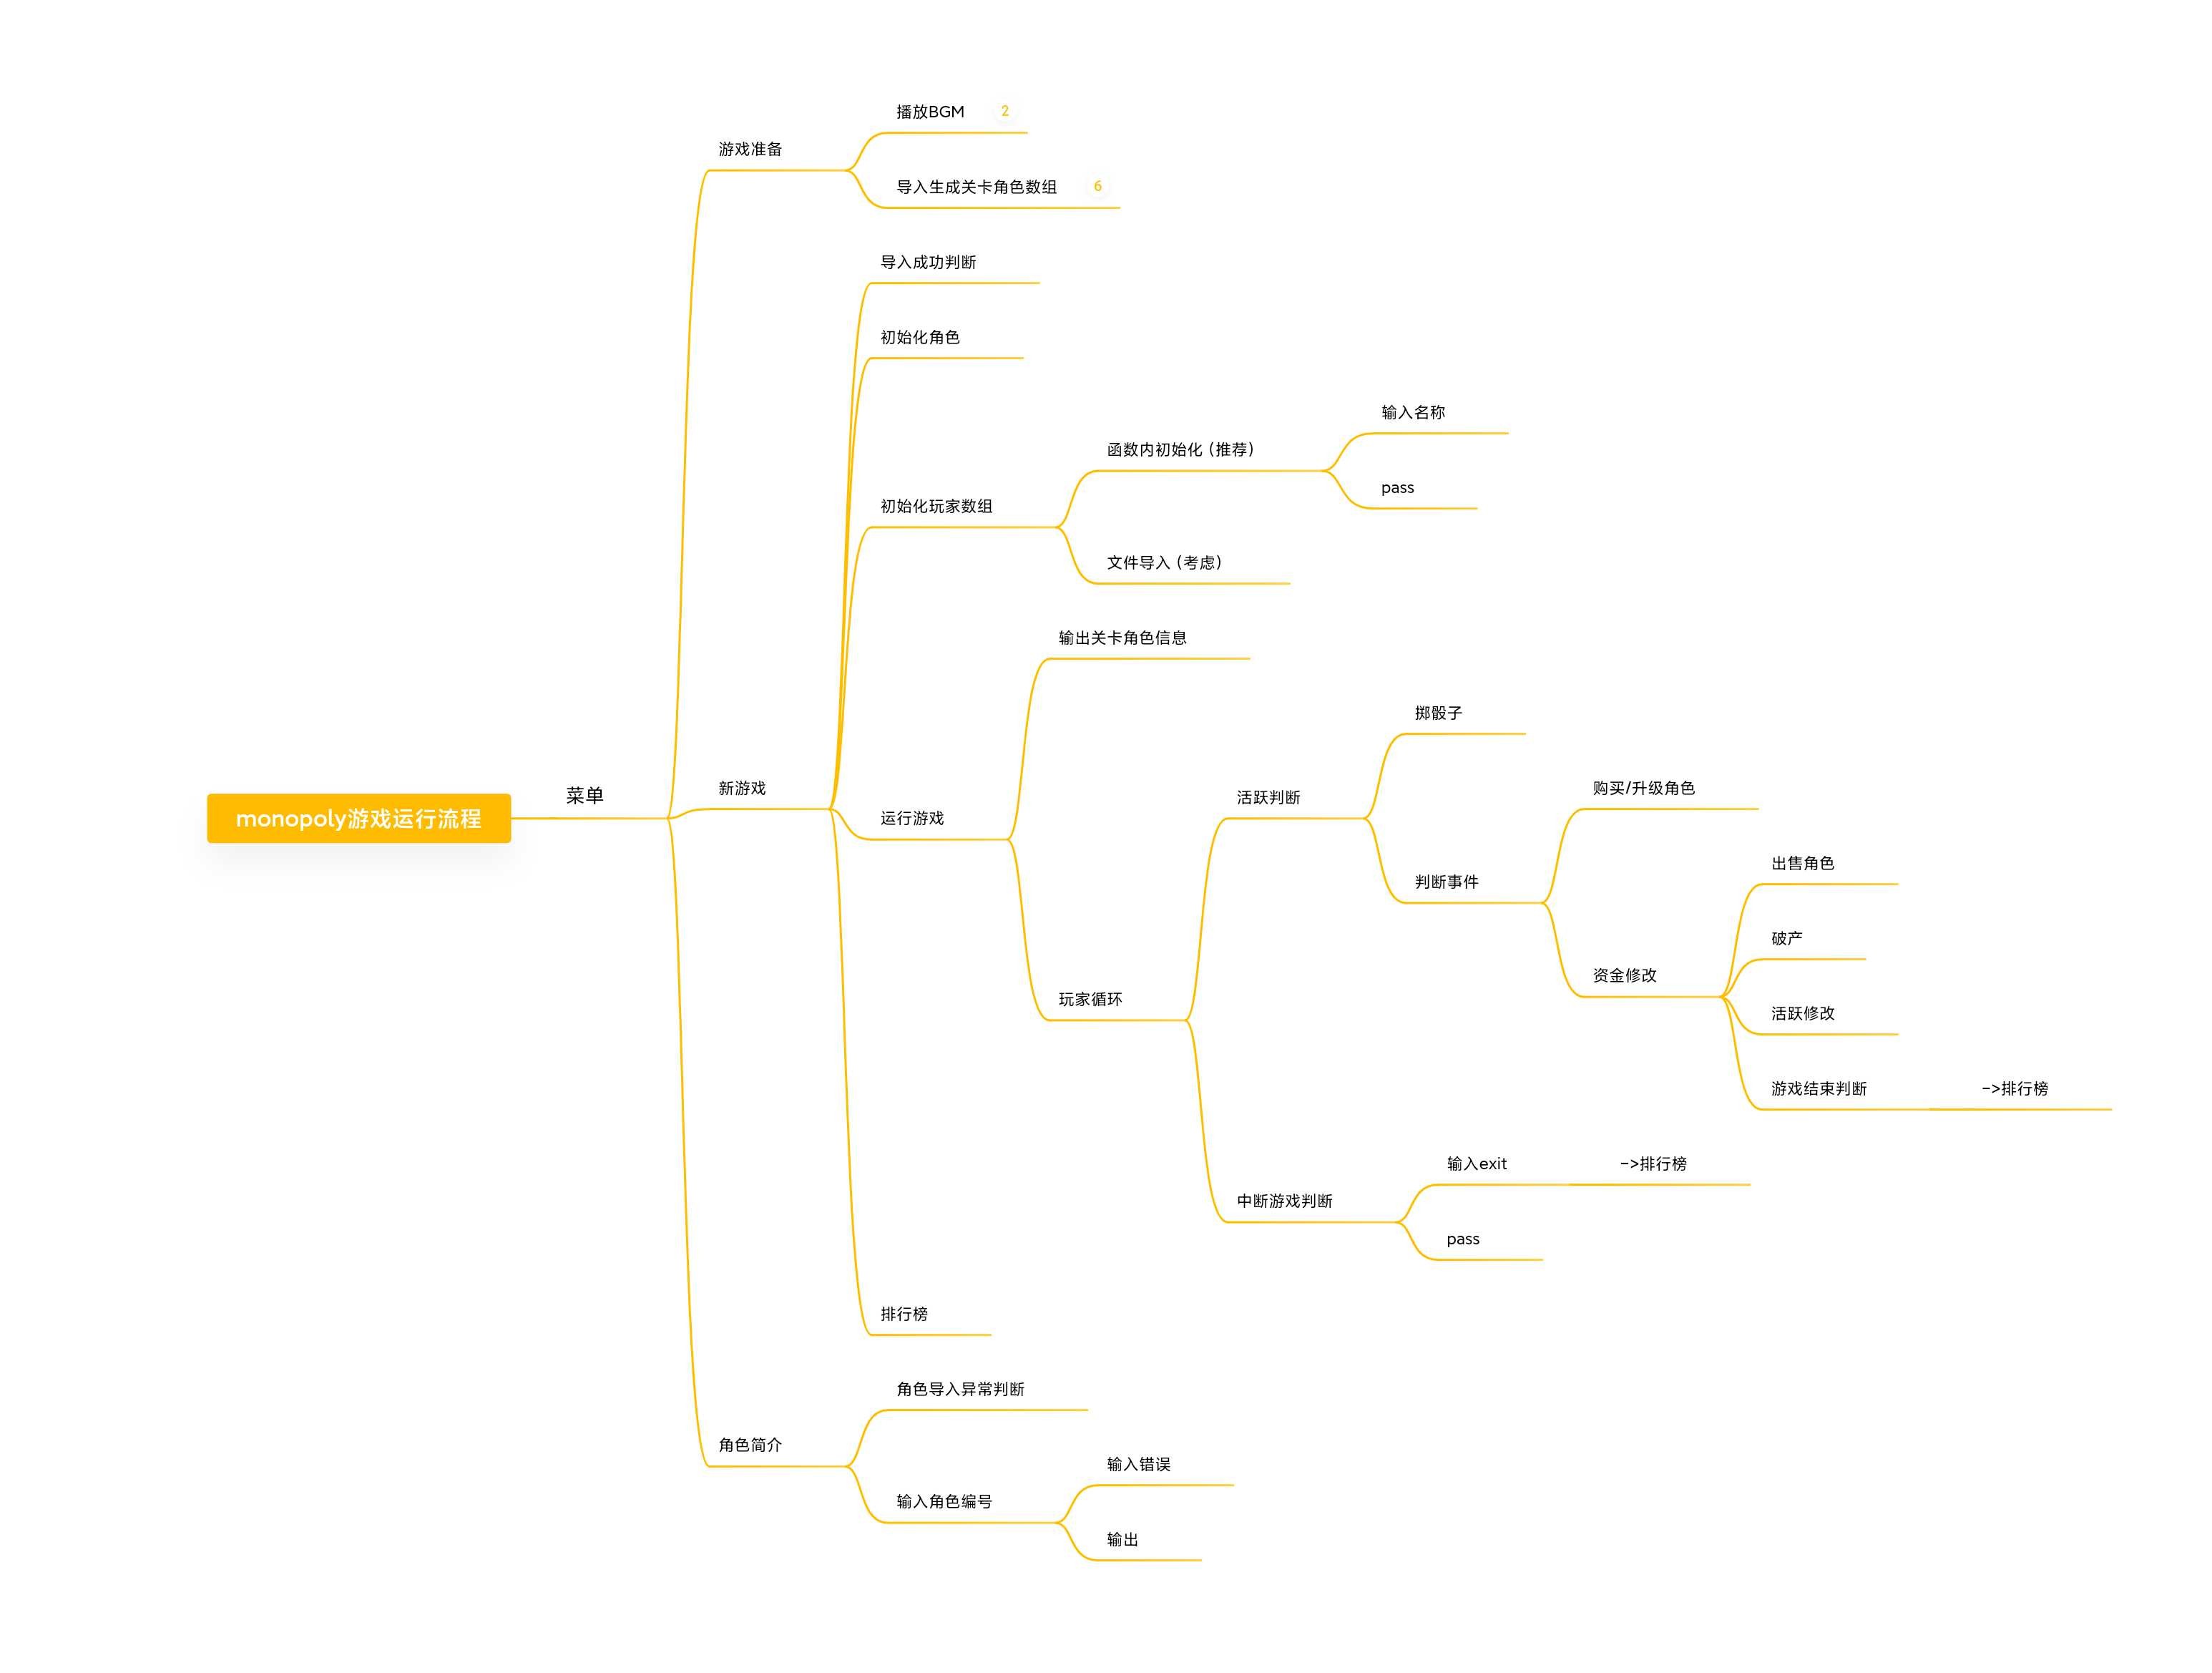 monopoly游戏运行流程
菜单
游戏准备
播放BGM 2
导入生成关卡角色数组 6
新游戏
导入成功判断
初始化角色
初始化玩家数组
函数内初始化（推荐）
输入名称
pass
文件导入（考虑）
运行游戏
输出关卡角色信息
玩家循环
活跃判断
掷骰子
判断事件
购买/升级角色
资金修改
出售角色
破产
活跃修改
游戏结束判断
->排行榜
中断游戏判断
输入exit
->排行榜
pass
排行榜
角色简介
角色导入异常判断
输入角色编号
输入错误
输出